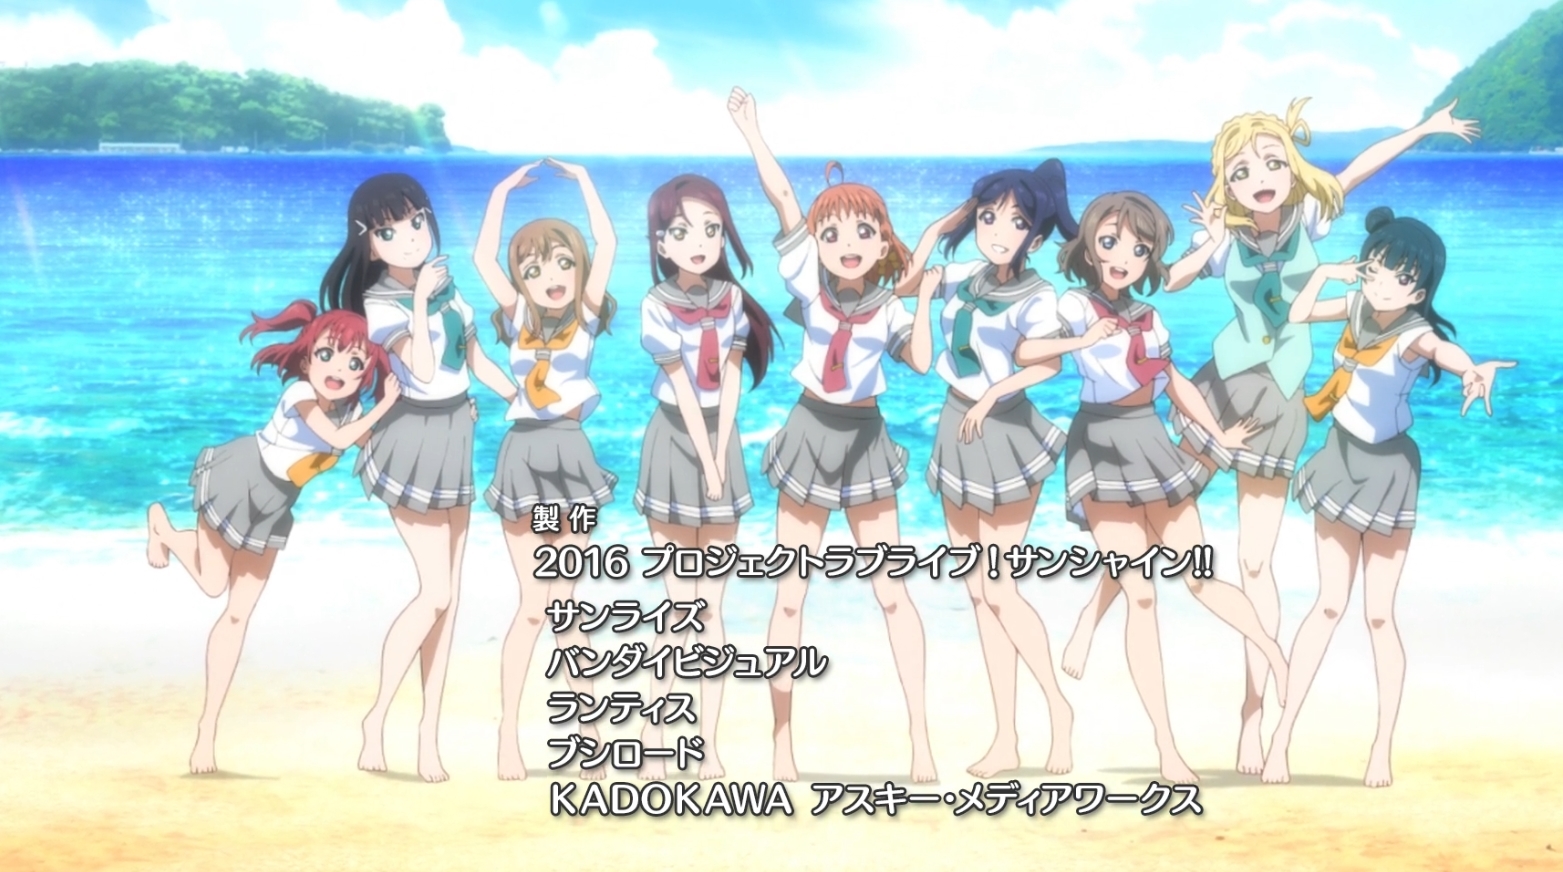 製 作
2016 プロジェクトラブライブ！サンシャイン!!
サンライズ
バンダイビジュアル
ランティス
ブシロード
KADOKAWA アスキー・メディアワークス